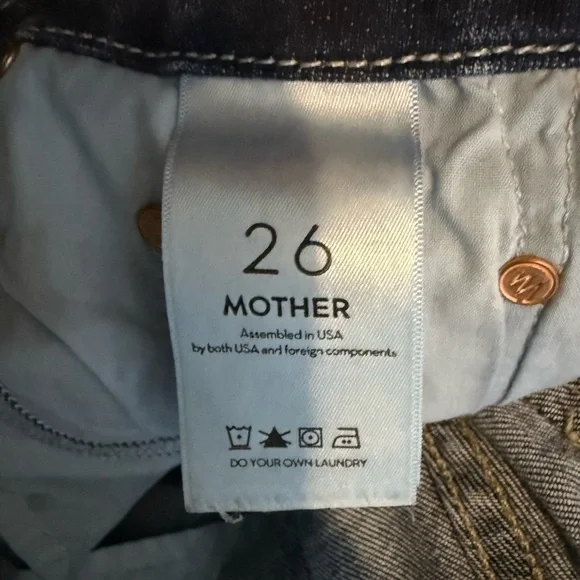 26
MOTHER
Assembled in USA
by both USA and foreign components
DO YOUR OWN LAUNDRY